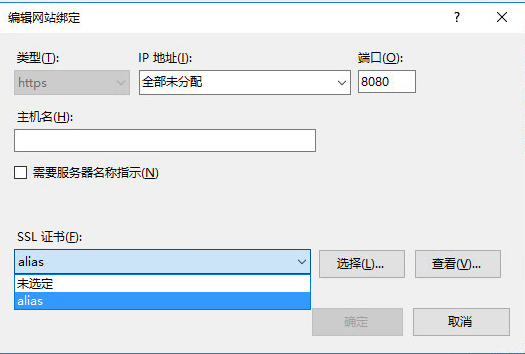 编辑网站绑定
?
类型(T):
IP 地址(I):
端口(O):
https
全部未分配
8080
主机名(H):
需要服务器名称指示(N)
SSL 证书(F):
alias
选择(L)...
查看(V)...
未选定
alias
确定
取消